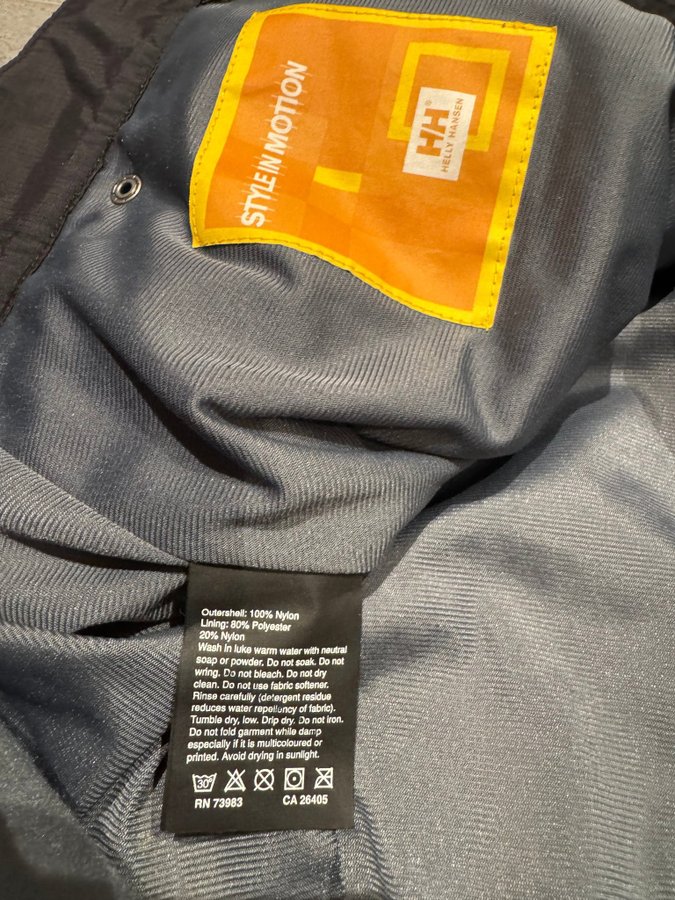 STYLE IN MOTION
H/H®
HELLY HANSEN
Outershell: 100% Nylon
Lining: 80% Polyester
20% Nylon
Wash in luke warm water with neutral
soap or powder. Do not soak. Do not
wring. Do not bleach. Do not dry
clean. Do not use fabric softener.
Rinse carefully (detergent residue
reduces water repellency of fabric).
Tumble dry, low. Drip dry. Do not iron.
Do not fold garment while damp
especially if it is multicoloured or
printed. Avoid drying in sunlight.
30°
RN 73983 CA 26405